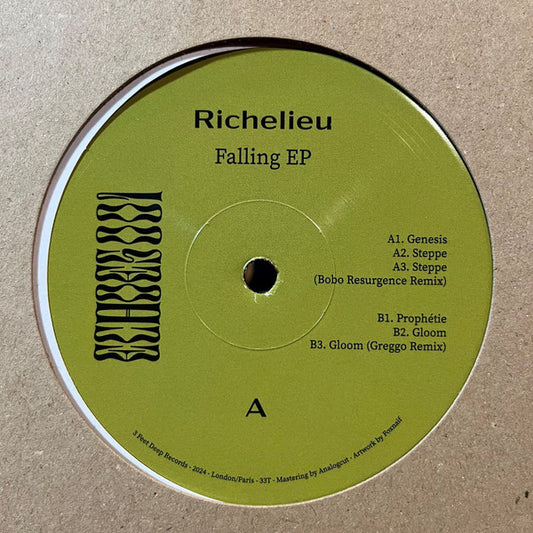 Richelieu
Falling EP
A1. Genesis
A2. Steppe
A3. Steppe
(Bobo Resurgence Remix)
B1. Prophétie
B2. Gloom
B3. Gloom (Greggo Remix)
A
3 Feet Deep Records - 2024 - London/Paris - 33T - Mastering by Analogcut - Artwork by Foxnaïf